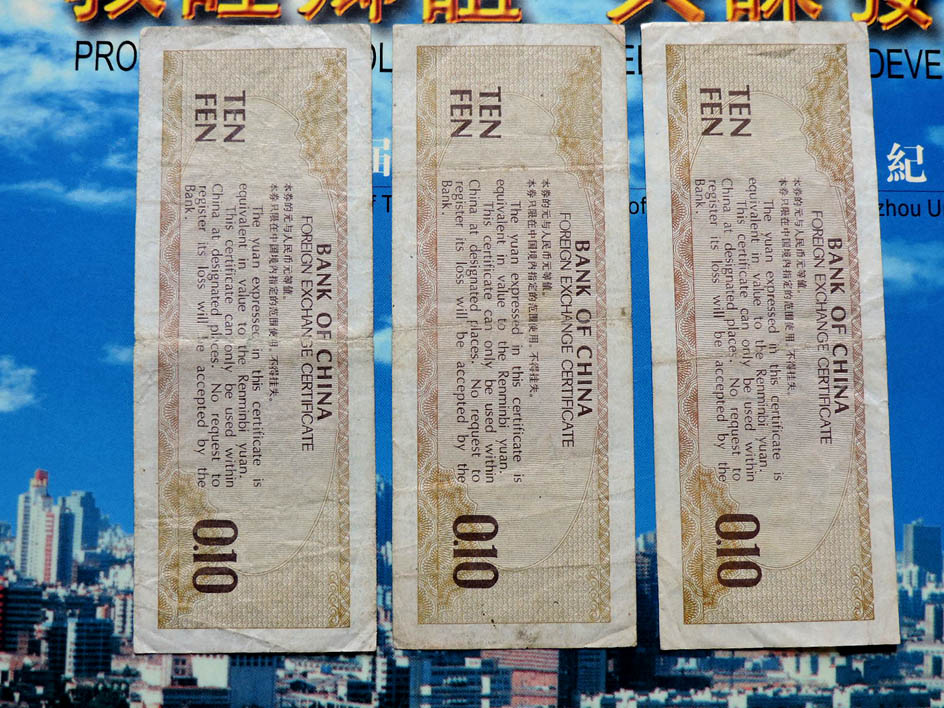 PRO
OL
EL
DEVE
紀
of T
of
zhou Un
BANK OF CHINA
FOREIGN EXCHANGE CERTIFICATE
本券的元与人民币元等值。
本券只限在中国境内指定的范围使用，不得挂失。
The yuan expressed in this certificate is
equivalent in value to the Renminbi yuan.
This certificate can only be used within
China at designated places. No request to
register its loss will be accepted by the
Bank.
TEN
FEN
0.10
BANK OF CHINA
FOREIGN EXCHANGE CERTIFICATE
本券的元与人民币元等值。
本券只限在中国境内指定的范围使用，不得挂失。
The yuan expressed in this certificate is
equivalent in value to the Renminbi yuan.
This certificate can only be used within
China at designated places. No request to
register its loss will be accepted by the
Bank.
TEN
FEN
0.10
BANK OF CHINA
FOREIGN EXCHANGE CERTIFICATE
本券的元与人民币元等值。
本券只限在中国境内指定的范围使用，不得挂失。
The yuan expressed in this certificate is
equivalent in value to the Renminbi yuan.
This certificate can only be used within
China at designated places. No request to
register its loss will be accepted by the
Bank.
TEN
FEN
0.10